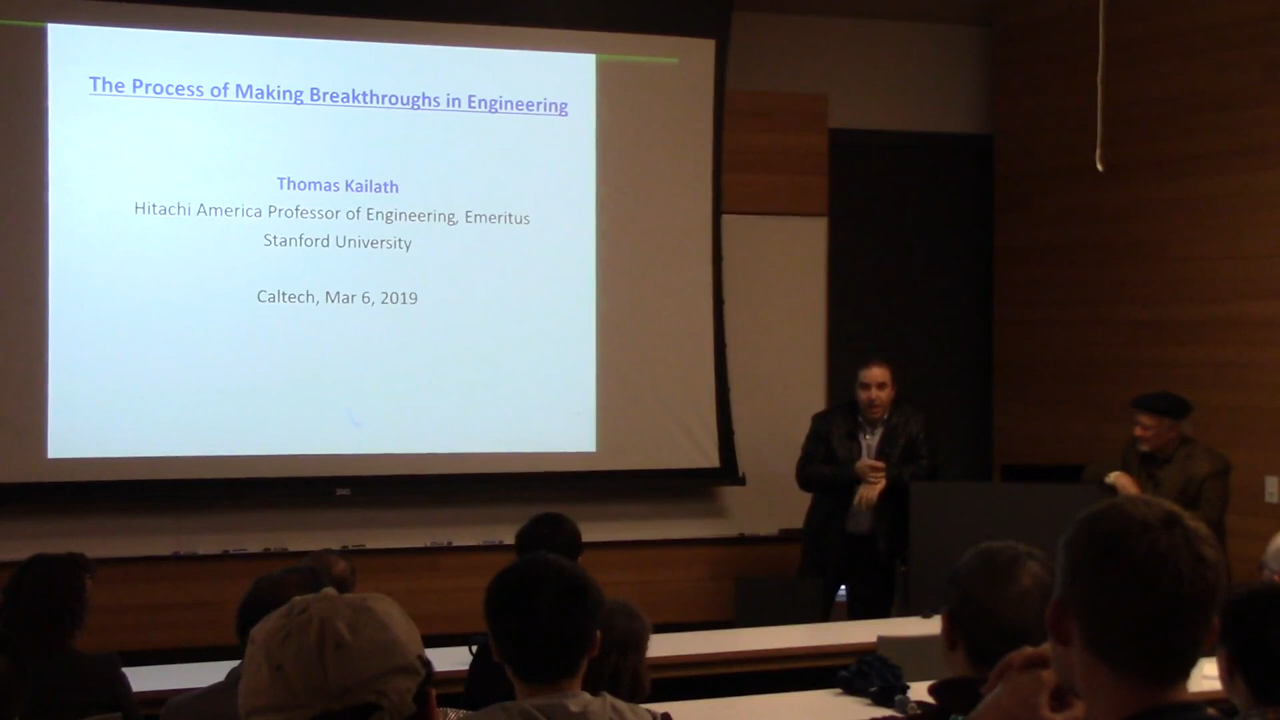 The Process of Making Breakthroughs in Engineering
Thomas Kailath
Hitachi America Professor of Engineering, Emeritus
Stanford University
Caltech, Mar 6, 2019